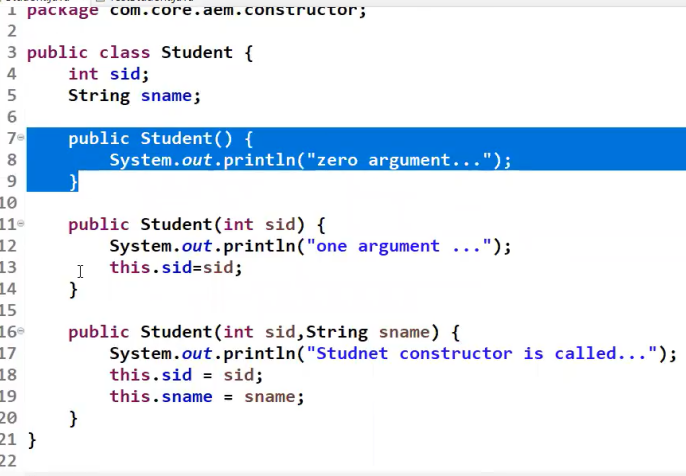 1 package com.core.aem.constructor;
2
3 public class Student {
4 int sid;
5 String sname;
6
7 public Student() {
8 System.out.println("zero argument...");
9 }
10
11 public Student(int sid) {
12 System.out.println("one argument ...");
13 this.sid=sid;
14 }
15
16 public Student(int sid,String sname) {
17 System.out.println("Studnet constructor is called...");
18 this.sid = sid;
19 this.sname = sname;
20 }
21 }
22